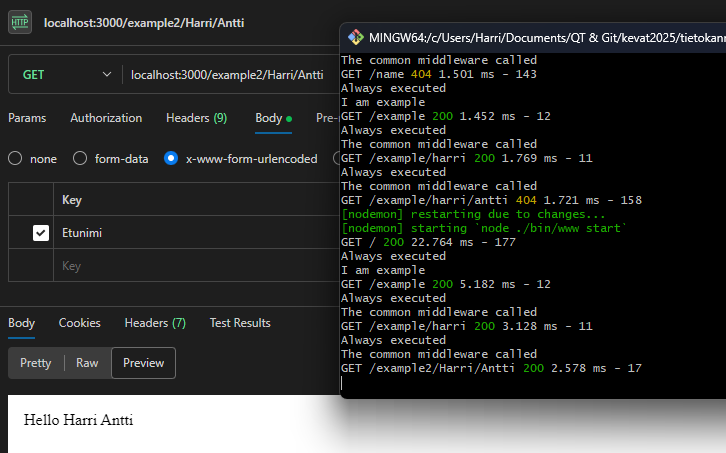 HTTP localhost:3000/example2/Harri/Antti
GET localhost:3000/example2/Harri/Antti
Params Authorization Headers (9) Body Pre-
none form-data x-www-form-urlencoded
Key
Etunimi
Key
Body Cookies Headers (7) Test Results
Pretty Raw Preview
Hello Harri Antti
MINGW64:/c/Users/Harri/Documents/QT & Git/kevat2025/tietokann
The common middleware called
GET /name 404 1.501 ms - 143
Always executed
I am example
GET /example 200 1.452 ms - 12
Always executed
The common middleware called
GET /example/harri 200 1.769 ms - 11
Always executed
The common middleware called
GET /example/harri/antti 404 1.721 ms - 158
[nodemon] restarting due to changes...
[nodemon] starting `node ./bin/www start`
GET / 200 22.764 ms - 177
Always executed
I am example
GET /example 200 5.182 ms - 12
Always executed
The common middleware called
GET /example/harri 200 3.128 ms - 11
Always executed
The common middleware called
GET /example2/Harri/Antti 200 2.578 ms - 17